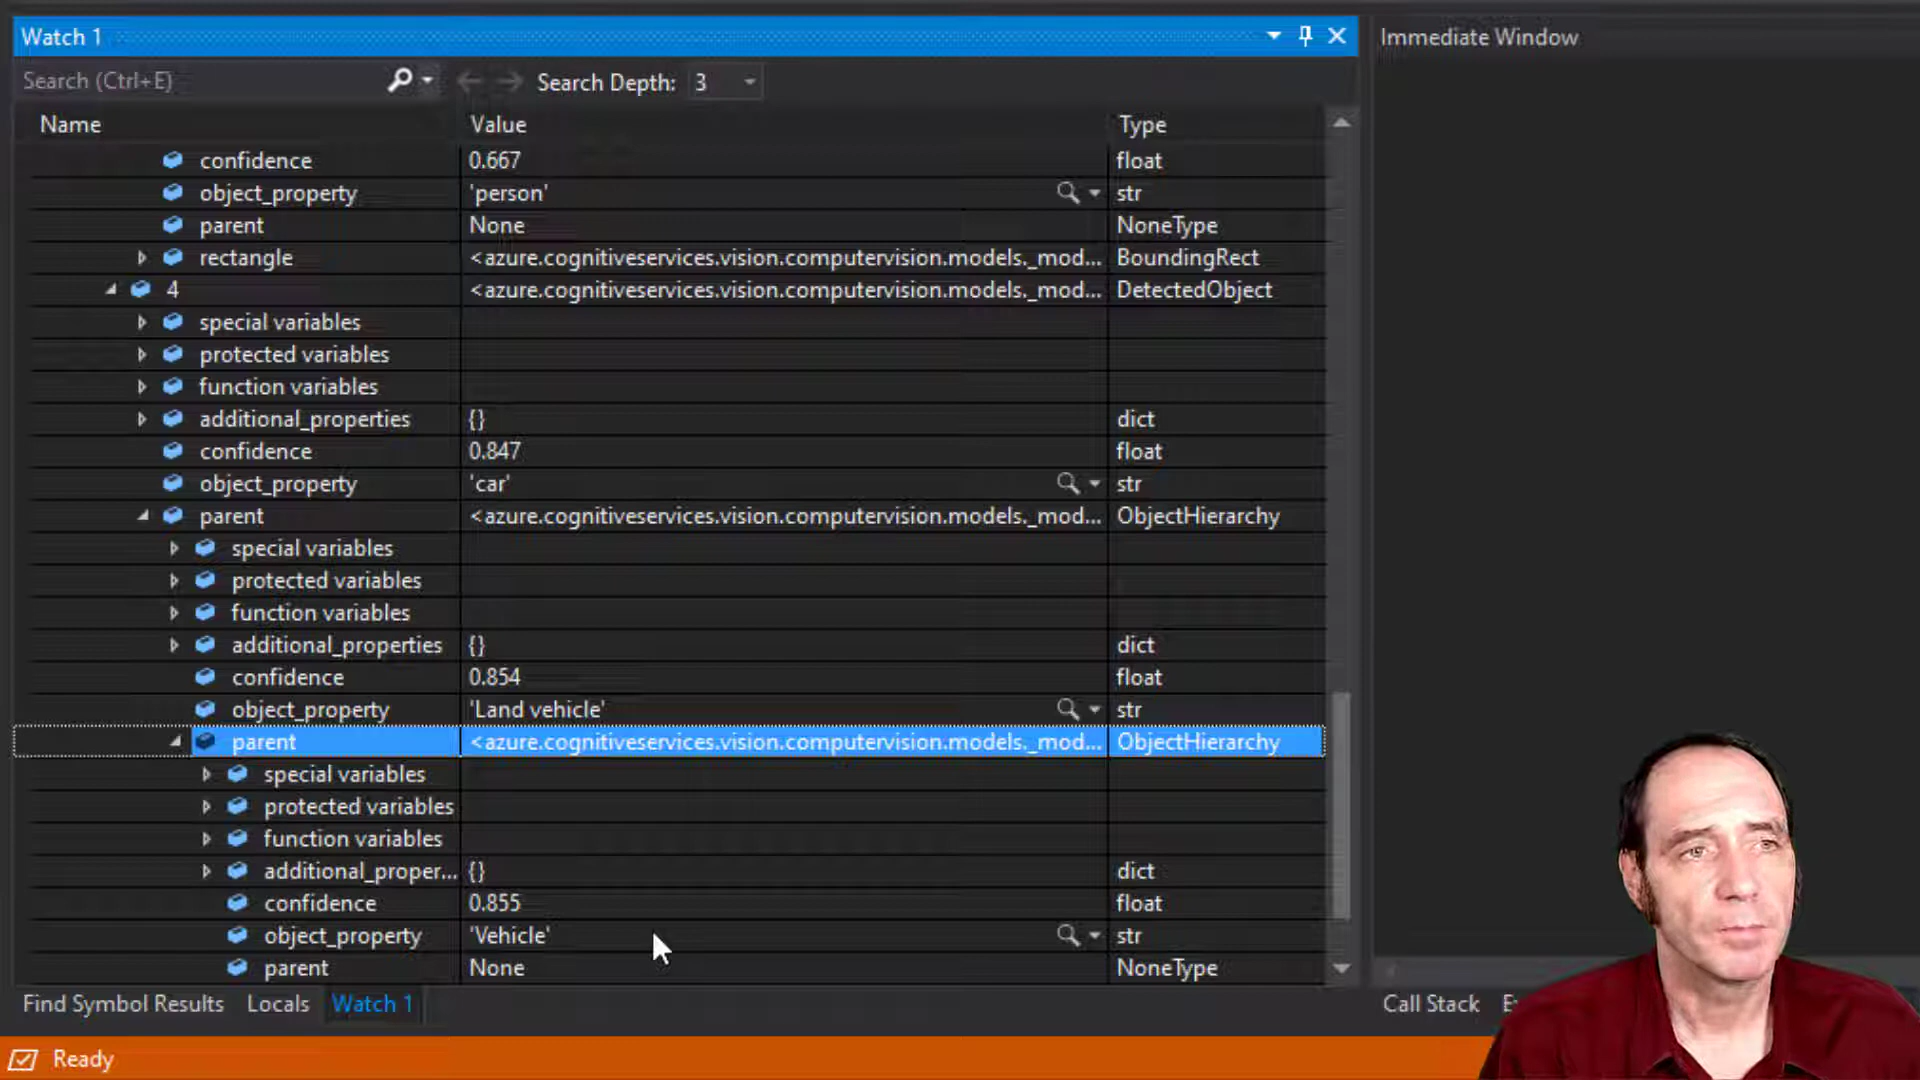 Watch 1
Immediate Window
Search (Ctrl+E)
Search Depth: 3
Name Value Type
confidence 0.667 float
object_property 'person' str
parent None NoneType
rectangle <azure.cognitiveservices.vision.computervision.models._mod... BoundingRect
4 <azure.cognitiveservices.vision.computervision.models._mod... DetectedObject
special variables
protected variables
function variables
additional_properties {} dict
confidence 0.847 float
object_property 'car' str
parent <azure.cognitiveservices.vision.computervision.models._mod... ObjectHierarchy
special variables
protected variables
function variables
additional_properties {} dict
confidence 0.854 float
object_property 'Land vehicle' str
parent <azure.cognitiveservices.vision.computervision.models._mod... ObjectHierarchy
special variables
protected variables
function variables
additional_proper... {} dict
confidence 0.855 float
object_property 'Vehicle' str
parent None NoneType
Find Symbol Results Locals Watch 1
Call Stack
Ready